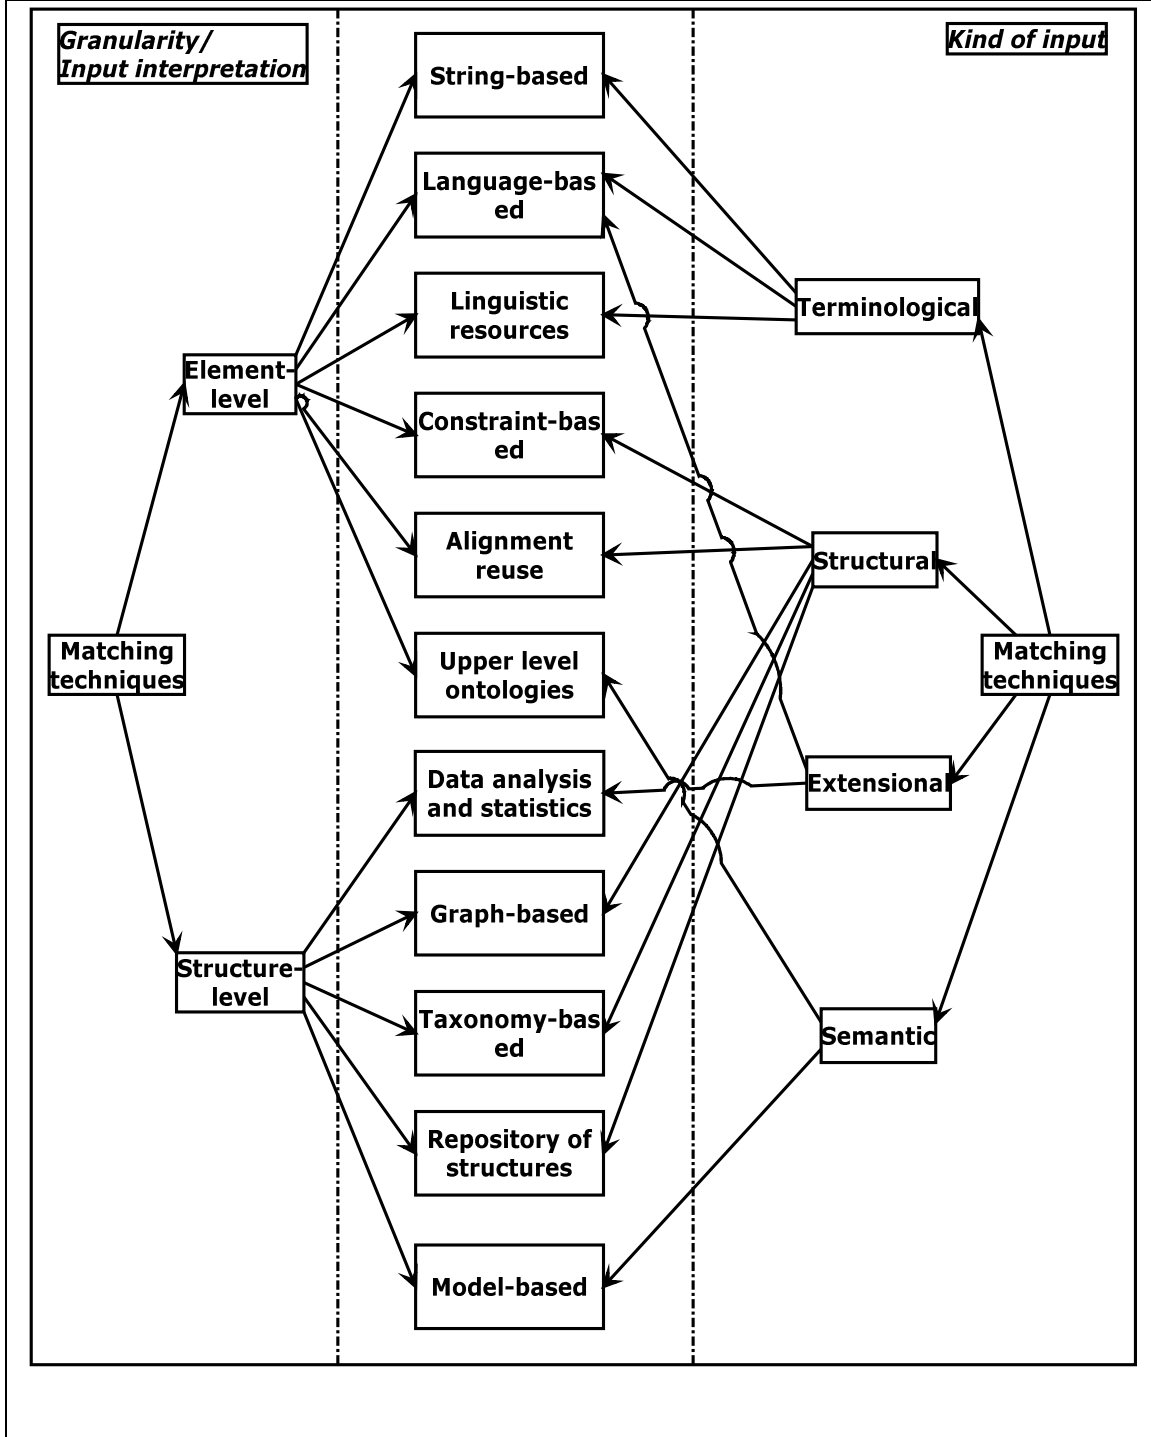 Granularity/
Input interpretation
Kind of input
String-based
Language-bas
ed
Linguistic
resources
Terminological
Element-
level
Constraint-bas
ed
Alignment
reuse
Structural
Matching
techniques
Upper level
ontologies
Matching
techniques
Data analysis
and statistics
Extensional
Graph-based
Structure-
level
Taxonomy-bas
ed
Semantic
Repository of
structures
Model-based